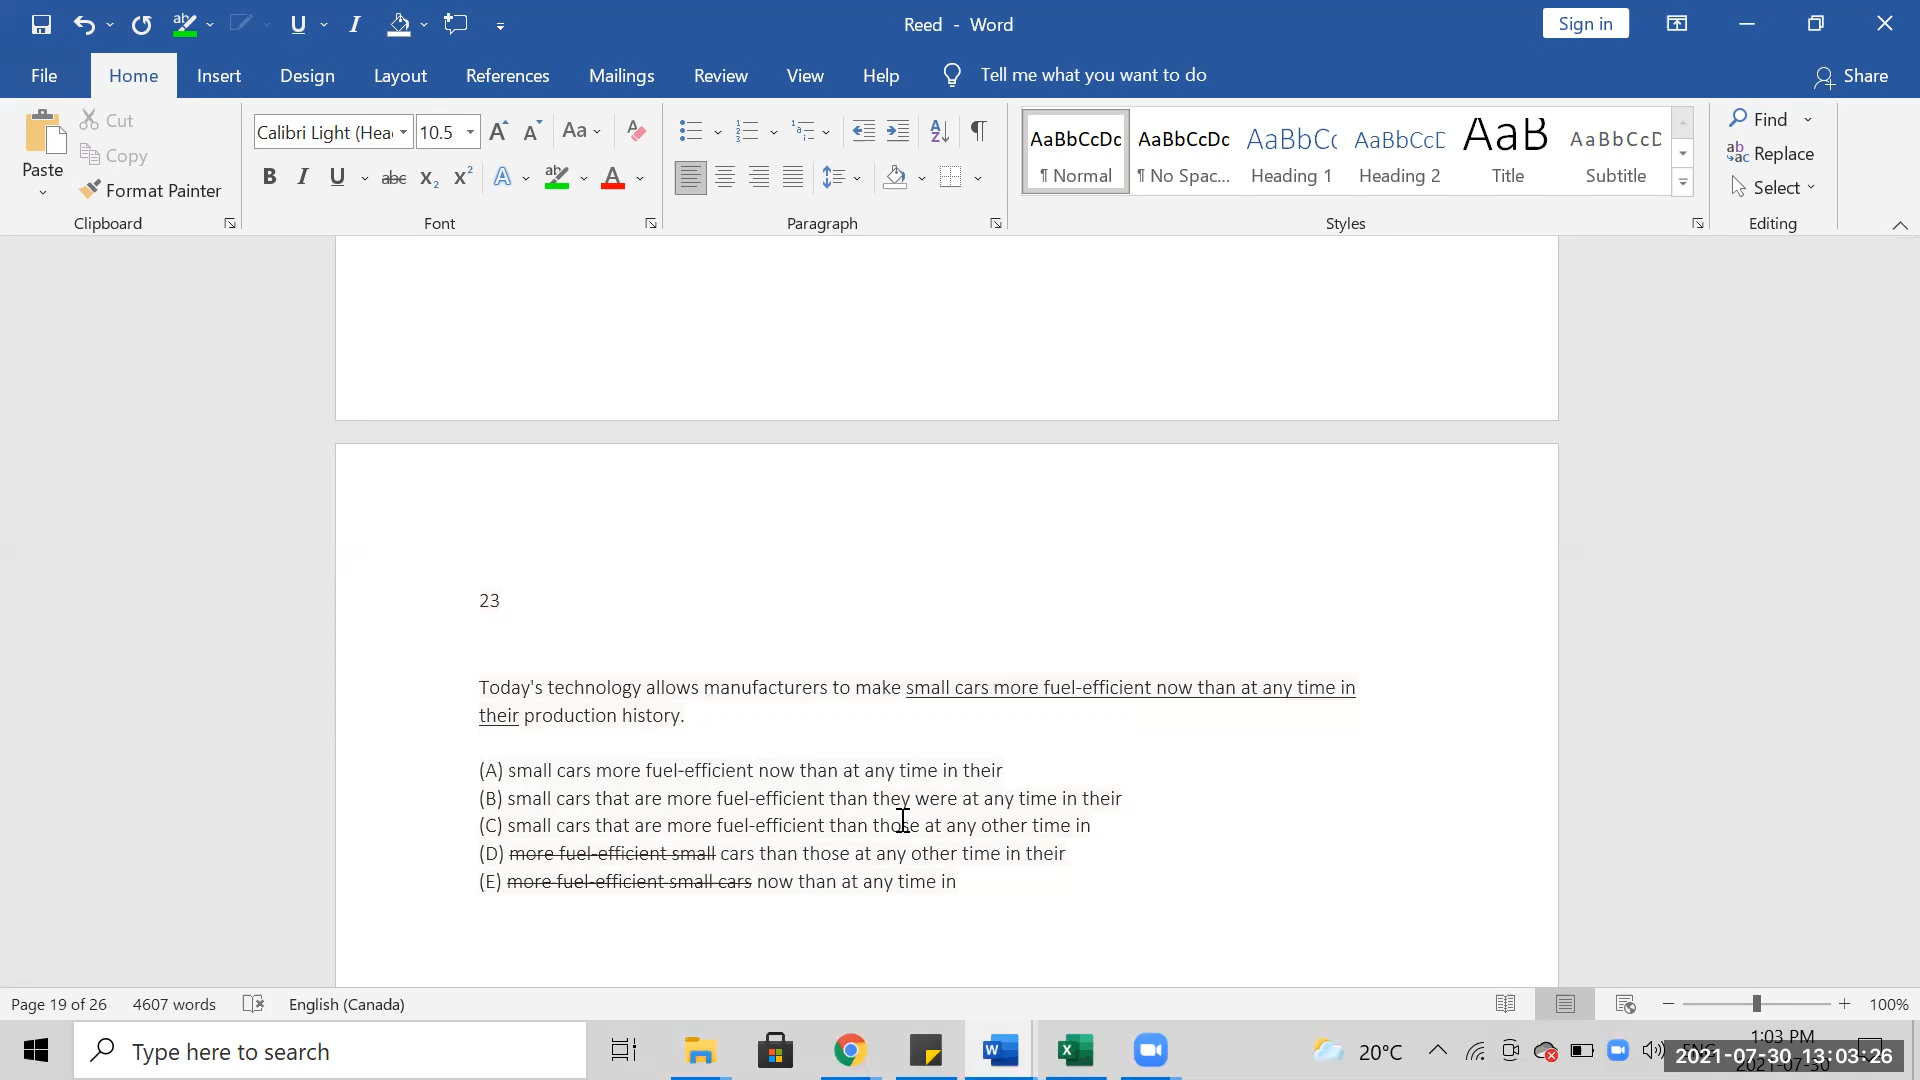 Reed - Word
Sign in
File
Home
Insert
Design
Layout
References
Mailings
Review
View
Help
Tell me what you want to do
Share
Paste
Cut
Copy
Format Painter
Clipboard
Calibri Light (Hea
10.5
Font
Paragraph
AaBbCcDc
¶ Normal
AaBbCcDc
¶ No Spac...
AaBbCc
Heading 1
AaBbCcD
Heading 2
AaB
Title
AaBbCcD
Subtitle
Styles
Find
Replace
Select
Editing
23
Today's technology allows manufacturers to make small cars more fuel-efficient now than at any time in
their production history.
(A) small cars more fuel-efficient now than at any time in their
(B) small cars that are more fuel-efficient than they were at any time in their
(C) small cars that are more fuel-efficient than those at any other time in
(D) more fuel-efficient small cars than those at any other time in their
(E) more fuel-efficient small cars now than at any time in
Page 19 of 26
4607 words
English (Canada)
100%
Type here to search
20°C
1:03 PM
2021-07-30 13:03:26